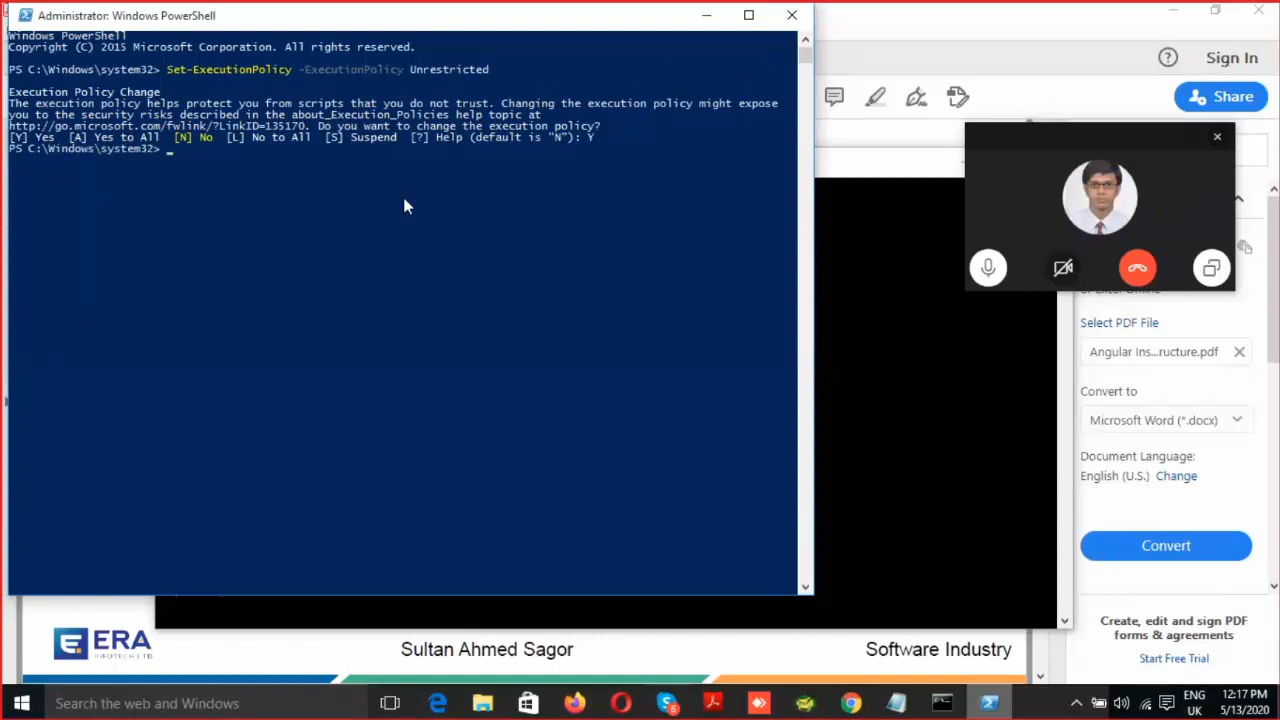 Administrator: Windows PowerShell
Windows PowerShell
Copyright (C) 2015 Microsoft Corporation. All rights reserved.
PS C:\Windows\system32> Set-ExecutionPolicy -ExecutionPolicy Unrestricted
Execution Policy Change
The execution policy helps protect you from scripts that you do not trust. Changing the execution policy might expose
you to the security risks described in the about_Execution_Policies help topic at
http://go.microsoft.com/fwlink/?LinkID=135170. Do you want to change the execution policy?
[Y] Yes [A] Yes to All [N] No [L] No to All [S] Suspend [?] Help (default is "N"): Y
PS C:\Windows\system32>
Sign In
Share
Select PDF File
Angular Ins...ructure.pdf
Convert to
Microsoft Word (*.docx)
Document Language:
English (U.S.) Change
Convert
Create, edit and sign PDF
forms & agreements
Start Free Trial
ERA
INFOTECH LTD
Sultan Ahmed Sagor
Software Industry
Search the web and Windows
ENG
UK
12:17 PM
5/13/2020